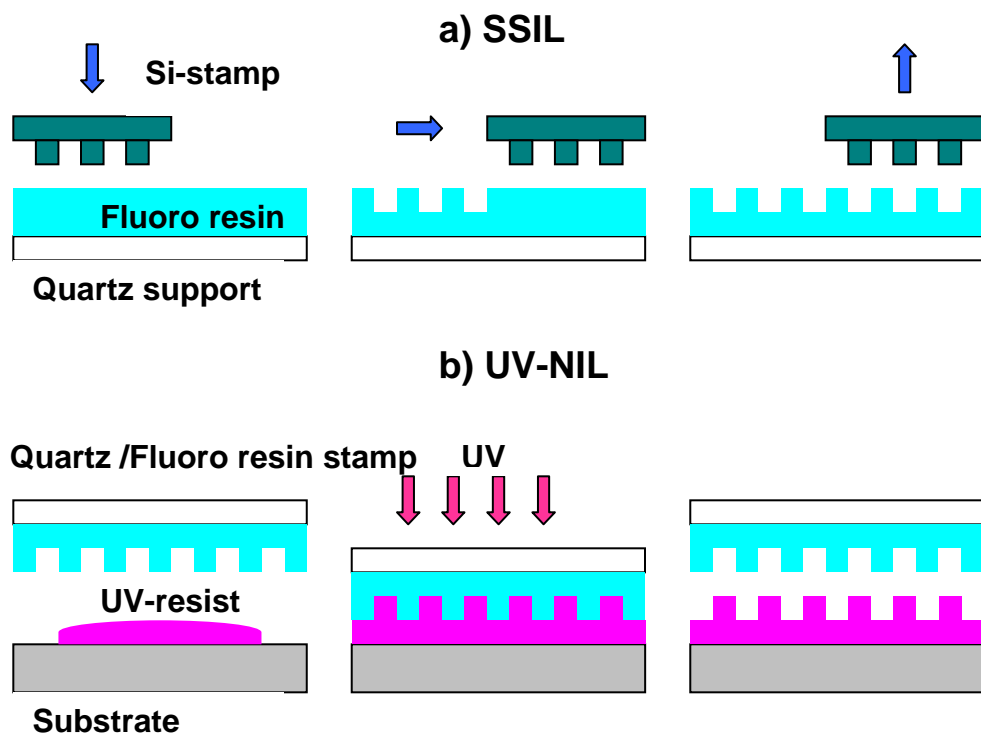 a) SSIL
Si-stamp
Fluoro resin
Quartz support
b) UV-NIL
Quartz /Fluoro resin stamp
UV
UV-resist
Substrate